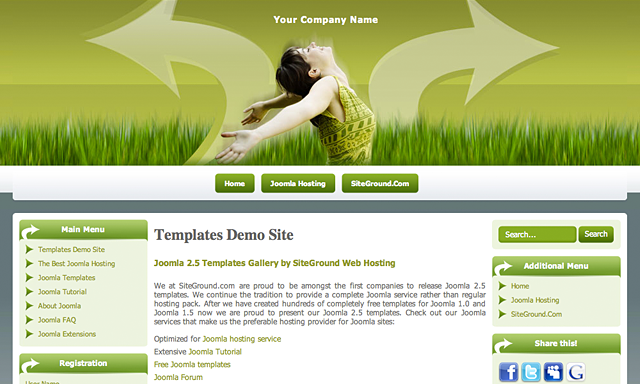 Your Company Name
Home
Joomla Hosting
SiteGround.Com
Main Menu
Templates Demo Site
The Best Joomla Hosting
Joomla Templates
Joomla Tutorial
About Joomla
Joomla FAQ
Joomla Extensions
Registration
User Name
Templates Demo Site
Joomla 2.5 Templates Gallery by SiteGround Web Hosting
We at SiteGround.com are proud to be amongst the first companies to release Joomla 2.5
templates. We continue the tradition to provide a complete Joomla service rather than regular
hosting pack. After we have created hundreds of completely free templates for Joomla 1.0 and
Joomla 1.5 now we are proud to present our Joomla 2.5 templates. Check out our Joomla
services that make us the preferable hosting provider for Joomla sites:
Optimized for Joomla hosting service
Extensive Joomla Tutorial
Free Joomla templates
Joomla Forum
Search...
Search
Additional Menu
Home
Joomla Hosting
SiteGround.Com
Share this!
f
t
G